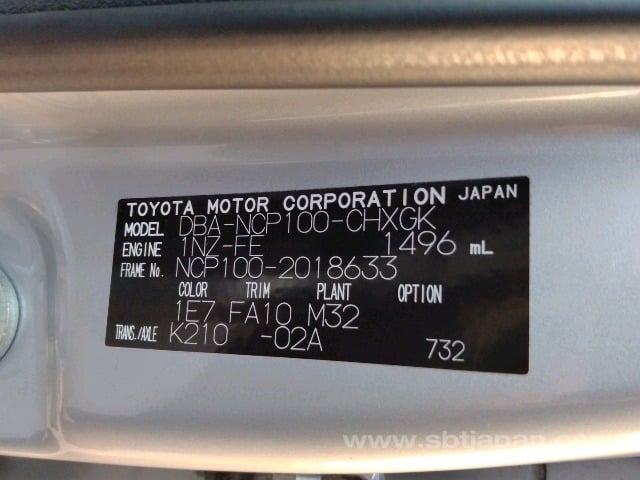 TOYOTA MOTOR CORPORATION JAPAN
MODEL DBA-NCP100-CHXGK
ENGINE 1NZ-FE 1496 mL
FRAME No. NCP100-2018633
COLOR TRIM PLANT OPTION
1E7 FA10 M32
TRANS./AXLE K210 -02A 732
www.sbtjapan.c